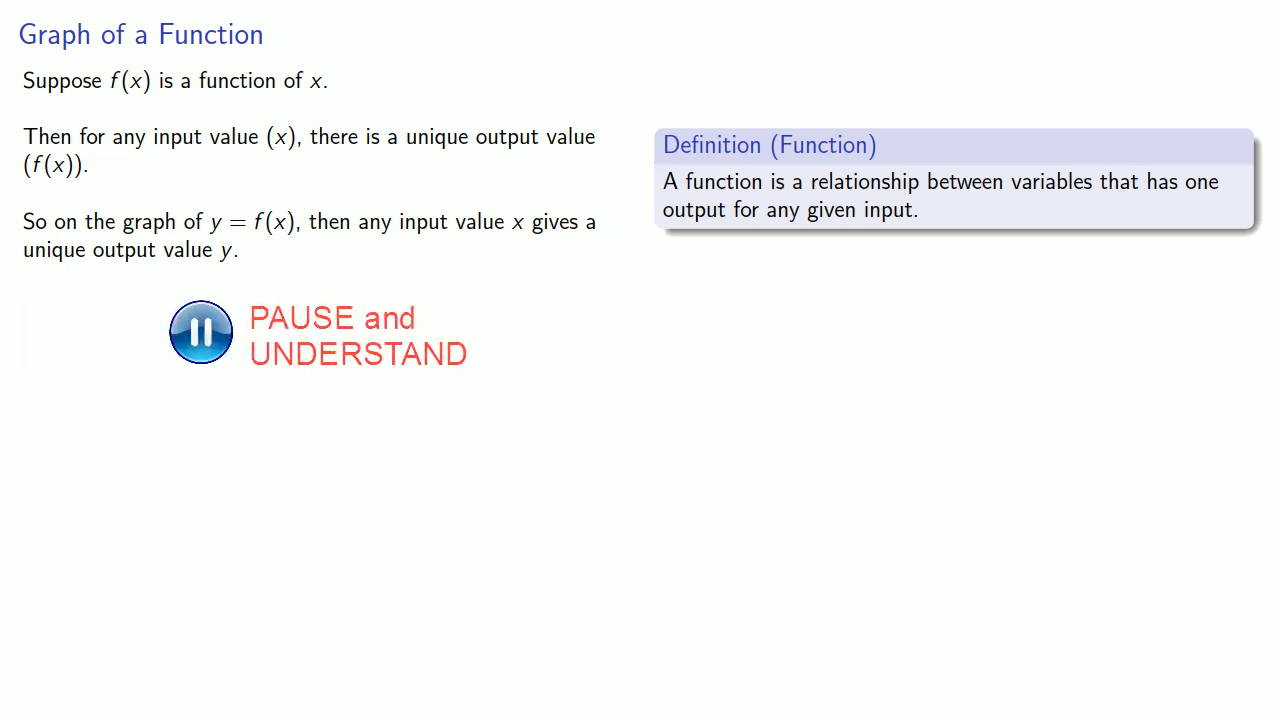 Graph of a Function
Suppose f(x) is a function of x.
Then for any input value (x), there is a unique output value
(f(x)).
So on the graph of y = f(x), then any input value x gives a
unique output value y.
PAUSE and
UNDERSTAND
Definition (Function)
A function is a relationship between variables that has one
output for any given input.